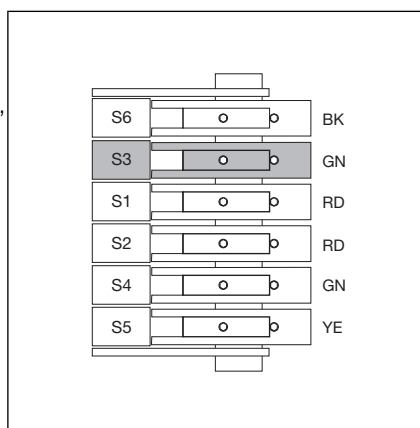 ,
S6 BK
S3 GN
S1 RD
S2 RD
S4 GN
S5 YE